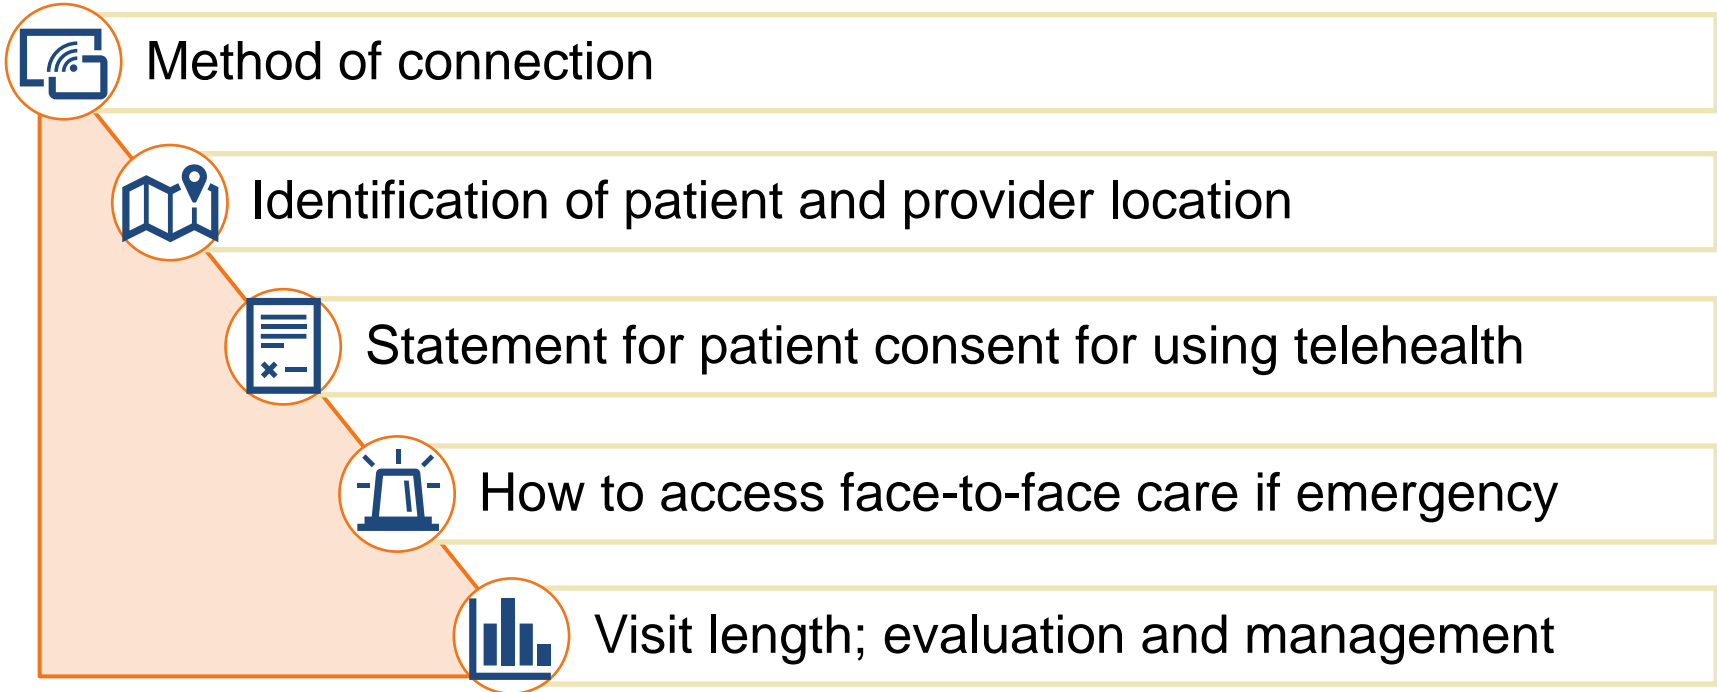 Method of connection
Identification of patient and provider location
Statement for patient consent for using telehealth
How to access face-to-face care if emergency
Visit length; evaluation and management